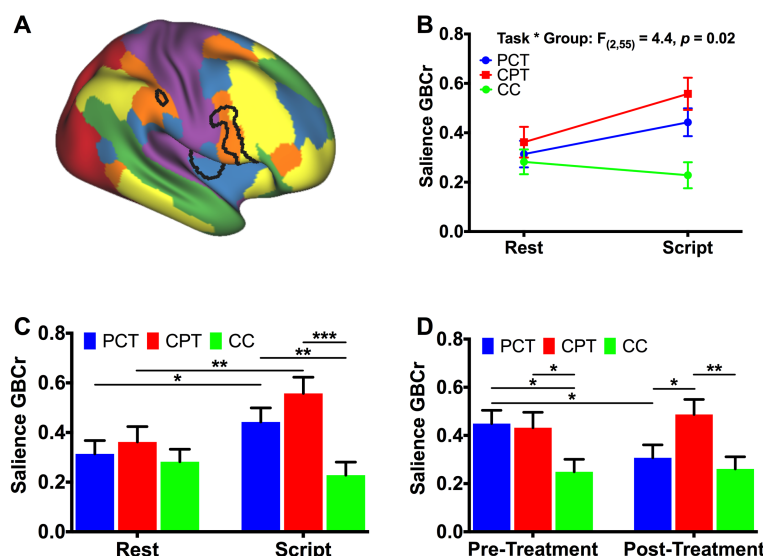 A
B
Task * Group: F(2,55) = 4.4, p = 0.02
PCT
CPT
CC
Salience GBCr
0.8
0.6
0.4
0.2
0.0
Rest Script
C
PCT CPT CC
Salience GBCr
0.8
0.6
0.4
0.2
0.0
***
**
**
*
Rest Script
D
PCT CPT CC
Salience GBCr
0.8
0.6
0.4
0.2
0.0
* **
* *
*
Pre-Treatment Post-Treatment